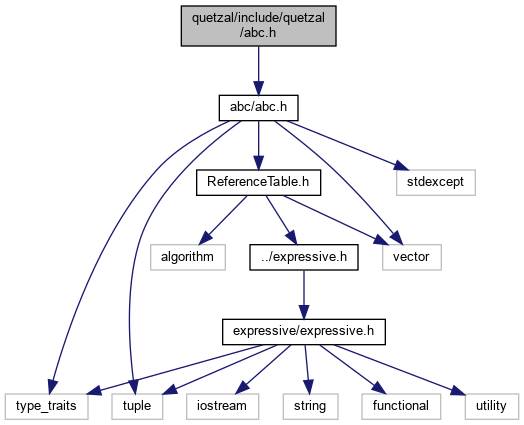 quetzal/include/quetzal
/abc.h
abc/abc.h
ReferenceTable.h
stdexcept
algorithm
../expressive.h
vector
expressive/expressive.h
type_traits
tuple
iostream
string
functional
utility